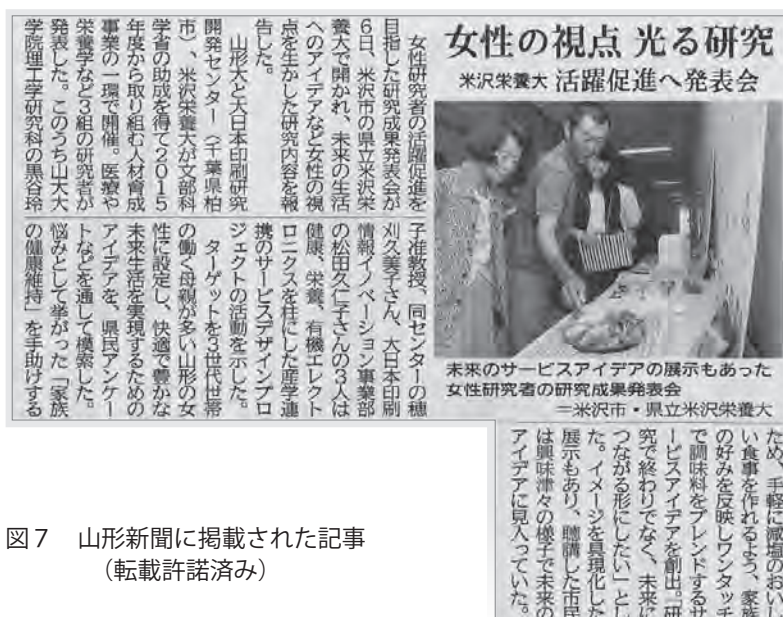 女性の視点 光る研究
米沢栄養大 活躍促進へ発表会
女性研究者の活躍促進を
目指した研究成果発表会が
6日、米沢市の県立米沢栄
養大で開かれ、未来の生活
へのアイデアなど女性の視
点を生かした研究内容を報
告した。
山形大と大日本印刷研究
開発センター（千葉県柏
市）、米沢栄養大が文部科
学省の助成を得て2015
年度から取り組む人材育成
事業の一環で開催。医療や
栄養学など3組の研究者が
発表した。このうち山大大
学院理工学研究科の黒谷玲
子准教授、同センターの穂
刈久美子さん、大日本印刷
情報イノベーション事業部
の松田久仁子さんの3人は
健康、栄養、有機エレクト
ロニクスを柱にした産学連
携のサービスデザインプロ
ジェクトの活動を示した。
ターゲットを3世代世帯
の働く母親が多い山形の女
性に設定し、快適で豊かな
未来生活を実現するための
アイデアを、県民アンケー
トなどを通して模索した。
悩みとして挙がった「家族
の健康維持」を手助けする
ため、手軽に減塩のおいし
い食事を作れるよう、家族
の好みを反映しワンタッチ
で調味料をブレンドするサ
ービスアイデアを創出。「研
究で終わりでなく、未来に
つながる形にしたい」とし
た。イメージを具現化した
展示もあり、聴講した市民
は興味津々の様子で未来の
アイデアに見入っていた。
未来のサービスアイデアの展示もあった
女性研究者の研究成果発表会
＝米沢市・県立米沢栄養大
図7　山形新聞に掲載された記事
（転載許諾済み）